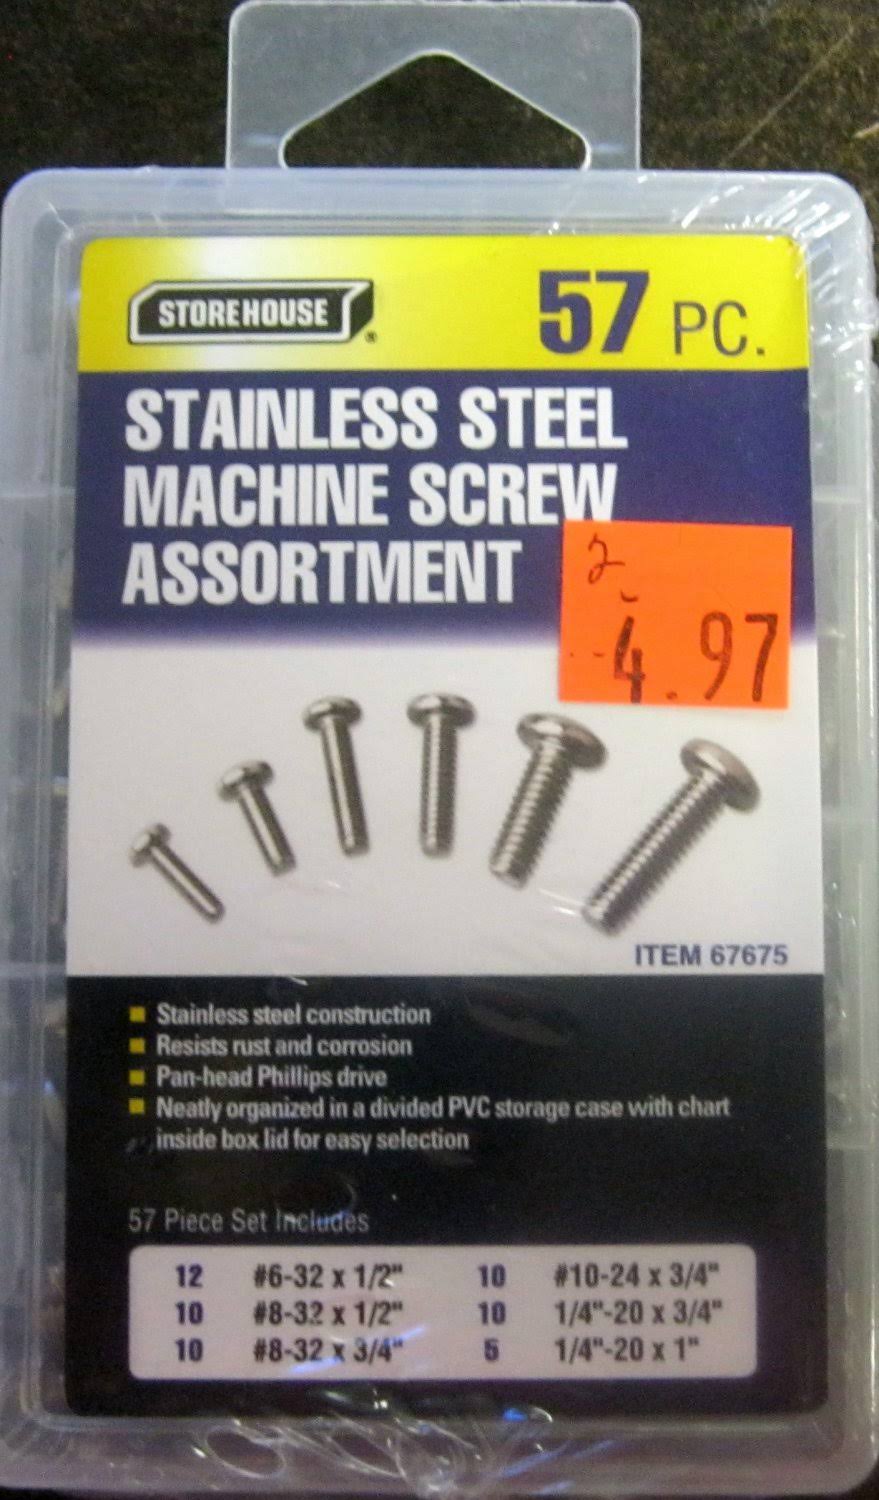 STOREHOUSE®
57 PC.
STAINLESS STEEL
MACHINE SCREW
ASSORTMENT
2
4.97
ITEM 67675
Stainless steel construction
Resists rust and corrosion
Pan-head Phillips drive
Neatly organized in a divided PVC storage case with chart
inside box lid for easy selection
57 Piece Set Includes
12 #6-32 x 1/2" 10 #10-24 x 3/4"
10 #8-32 x 1/2" 10 1/4"-20 x 3/4"
10 #8-32 x 3/4" 5 1/4"-20 x 1"